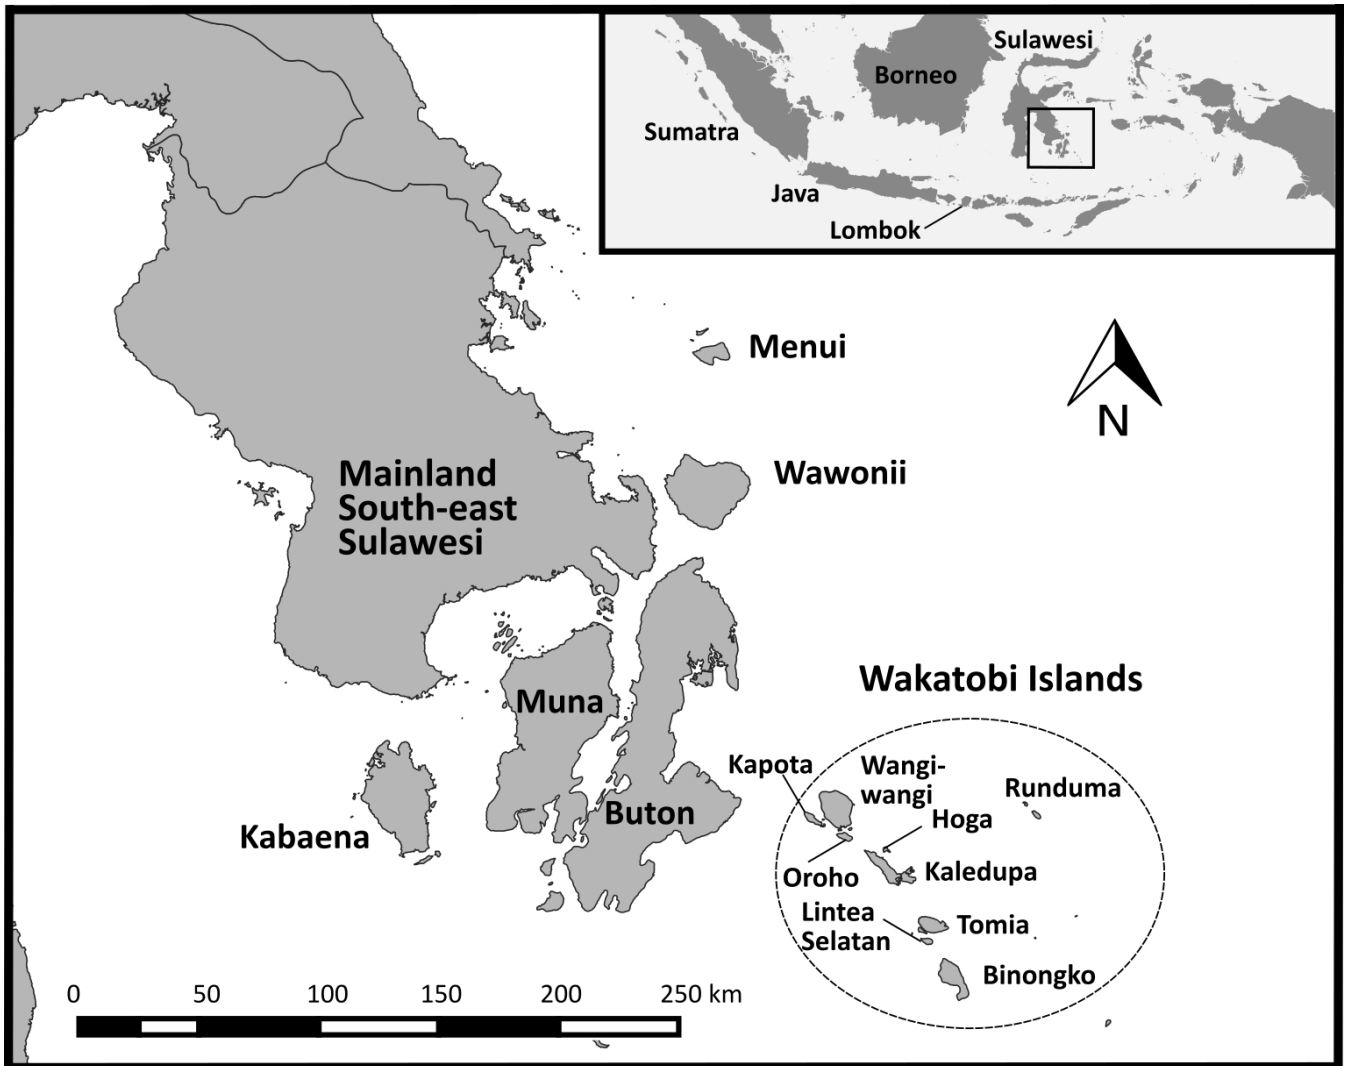 Sulawesi
Borneo
Sumatra
Java
Lombok
Menui
N
Mainland
South-east
Sulawesi
Wawonii
Wakatobi Islands
Muna
Kapota
Wangi-
wangi
Runduma
Buton
Hoga
Kabaena
Oroho
Kaledupa
Lintea
Selatan
Tomia
Binongko
0 50 100 150 200 250 km